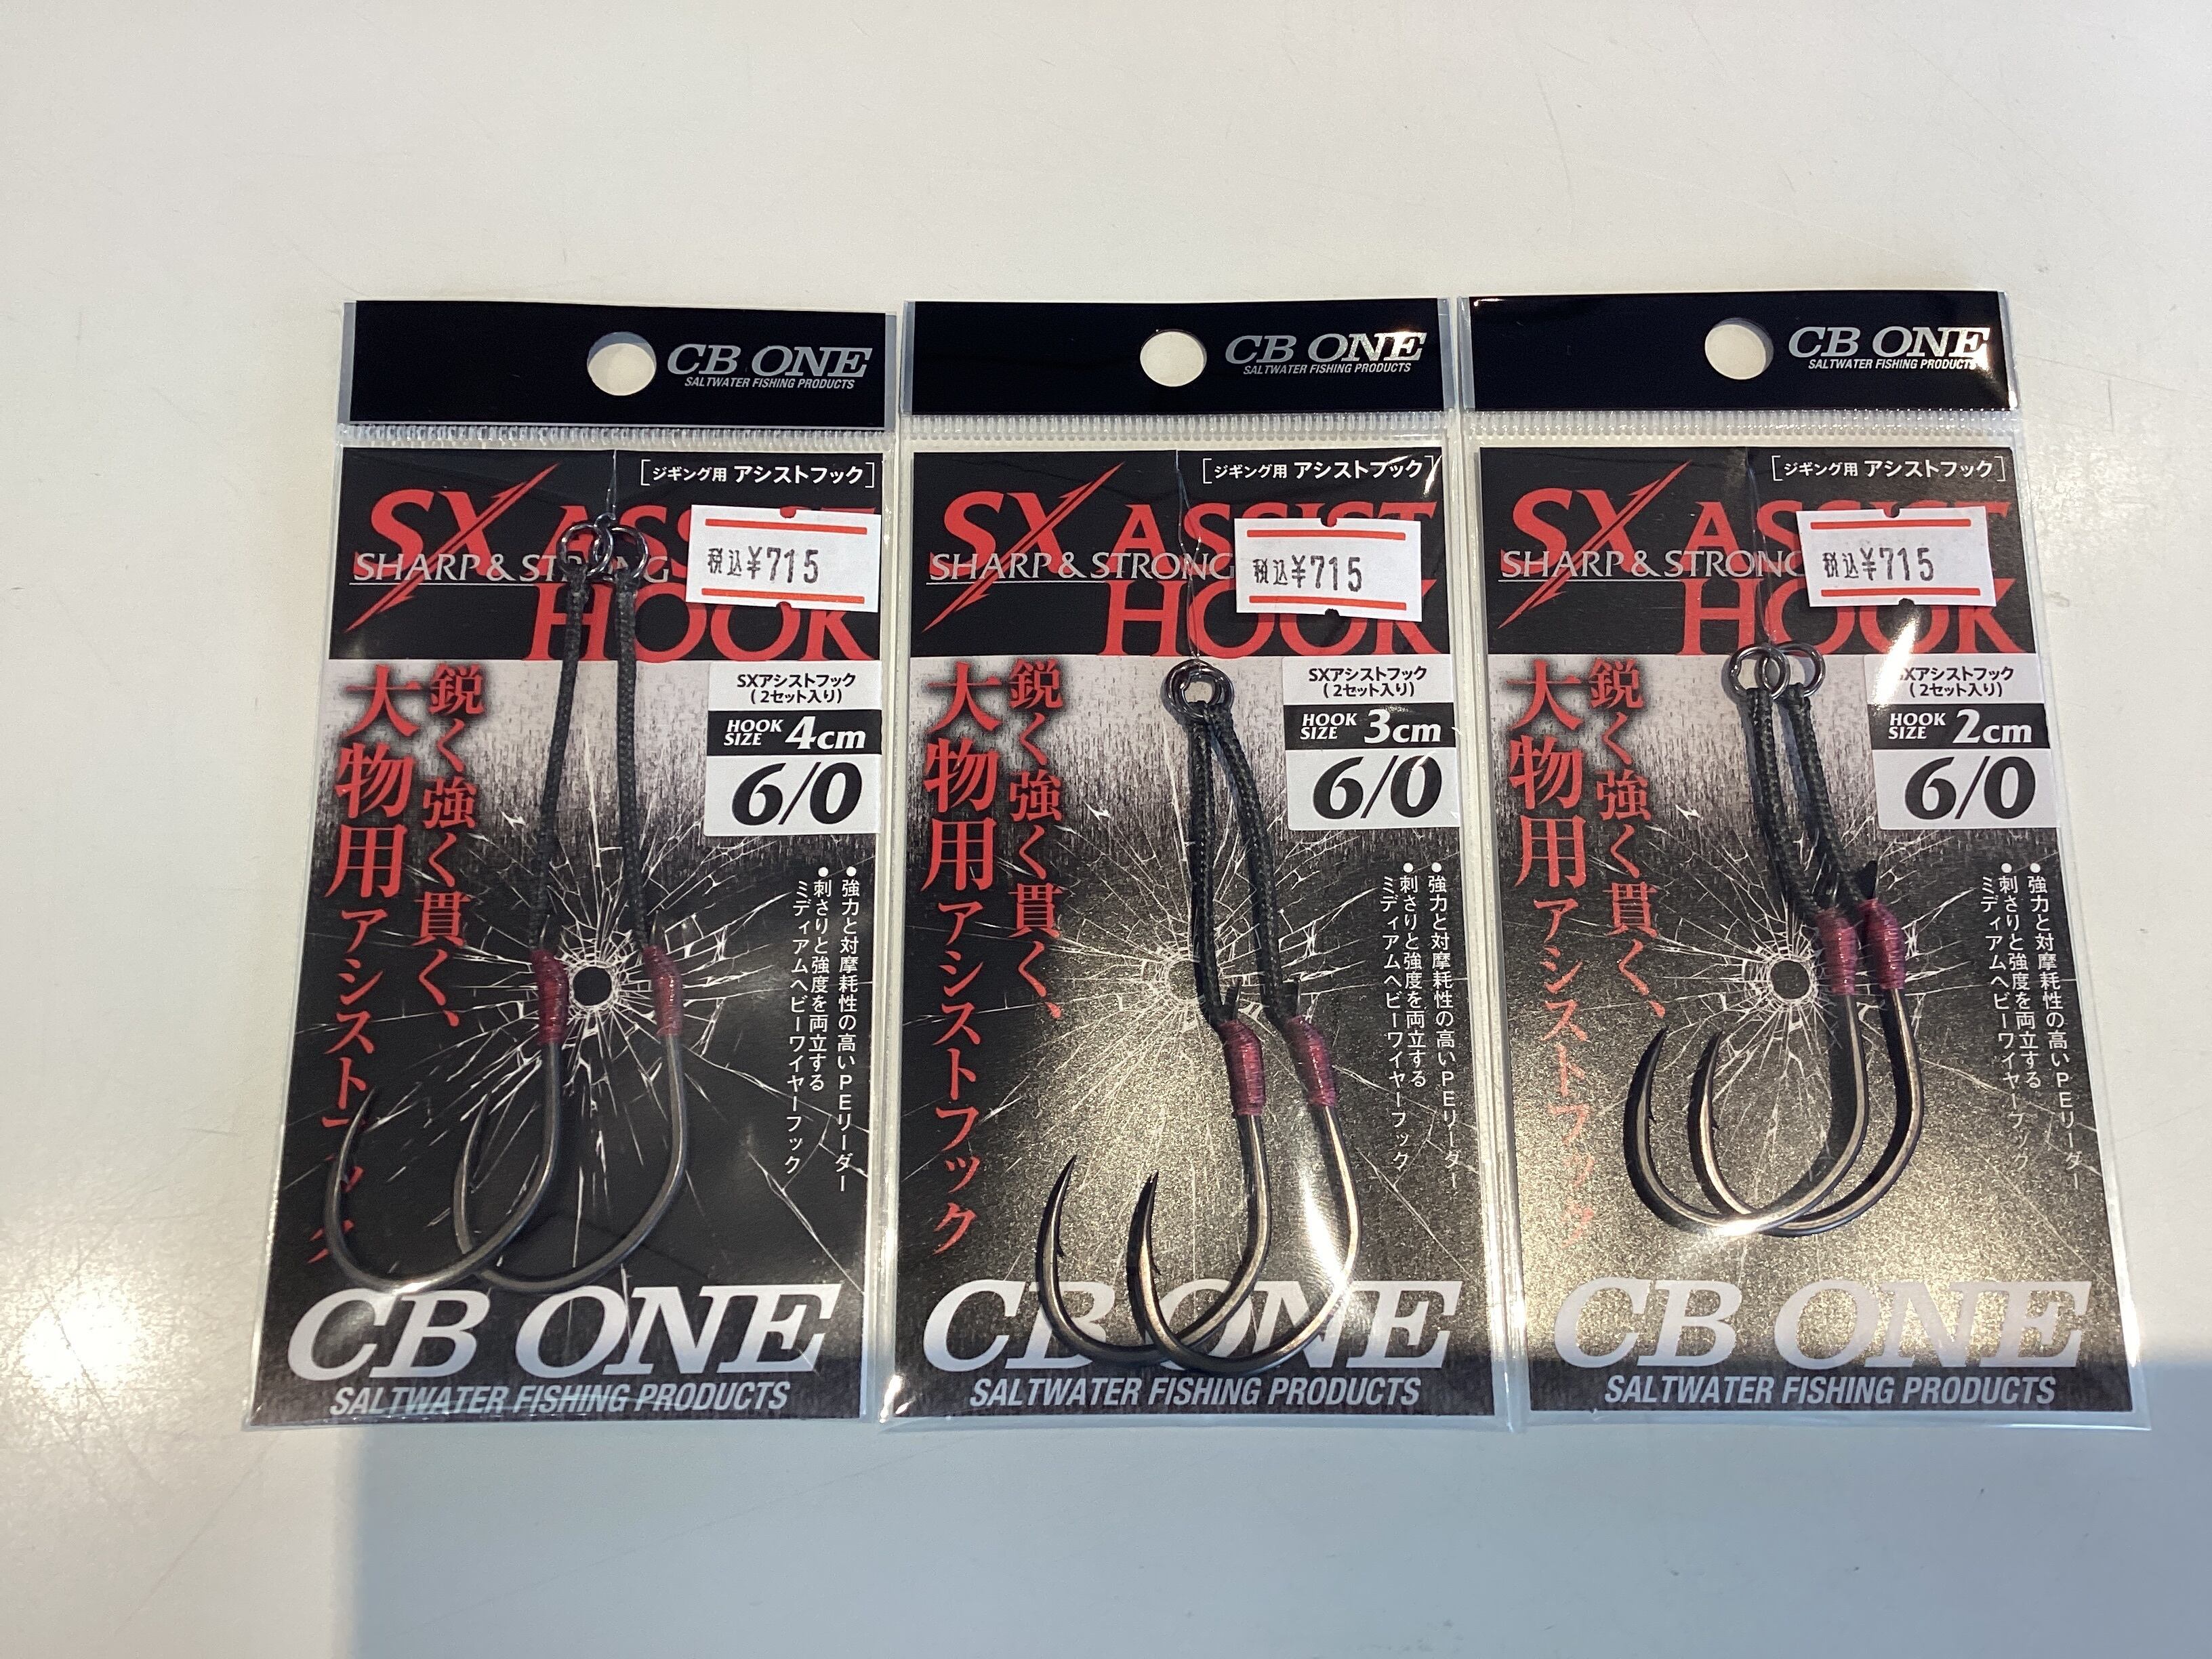 CB ONE
SALTWATER FISHING PRODUCTS
[ジギング用 アシストフック]
SX ASSIST
SHARP & STRONG
HOOK
税込¥715
SXアシストフック
(2セット入り)
HOOK SIZE 4cm
6/0
鋭く強く貫く、
大物用アシストフック
●強力と対摩耗性の高いPEリーダー
●刺さりと強度を両立する
ミディアムヘビーワイヤーフック
CB ONE
SALTWATER FISHING PRODUCTS
CB ONE
SALTWATER FISHING PRODUCTS
[ジギング用 アシストフック]
SX ASSIST
SHARP & STRONG
HOOK
税込¥715
SXアシストフック
(2セット入り)
HOOK SIZE 3cm
6/0
鋭く強く貫く、
大物用アシストフック
●強力と対摩耗性の高いPEリーダー
●刺さりと強度を両立する
ミディアムヘビーワイヤーフック
CB ONE
SALTWATER FISHING PRODUCTS
CB ONE
SALTWATER FISHING PRODUCTS
[ジギング用 アシストフック]
SX ASSIST
SHARP & STRONG
HOOK
税込¥715
SXアシストフック
(2セット入り)
HOOK SIZE 2cm
6/0
鋭く強く貫く、
大物用アシストフック
●強力と対摩耗性の高いPEリーダー
●刺さりと強度を両立する
ミディアムヘビーワイヤーフック
CB ONE
SALTWATER FISHING PRODUCTS